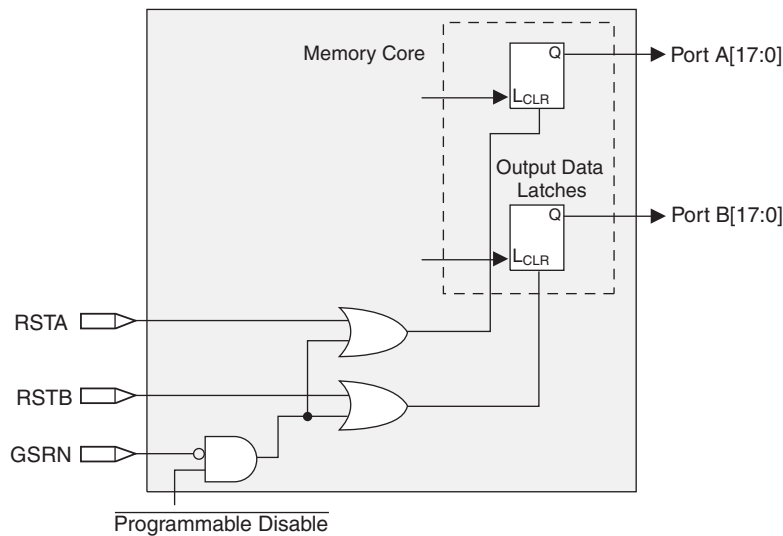 Memory Core
Q
Port A[17:0]
LCLR
Output Data
Latches
Q
Port B[17:0]
LCLR
RSTA
RSTB
GSRN
Programmable Disable